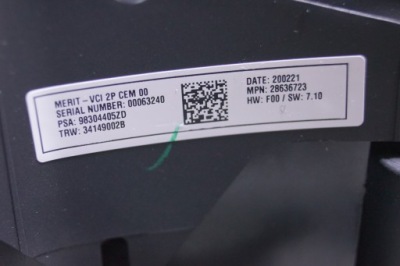 MERIT - VCI 2P CEM 00
SERIAL NUMBER: 00063240
PSA: 98304405ZD
TRW: 34149002B
DATE: 200221
MPN: 28636723
HW: F00 / SW: 7.10